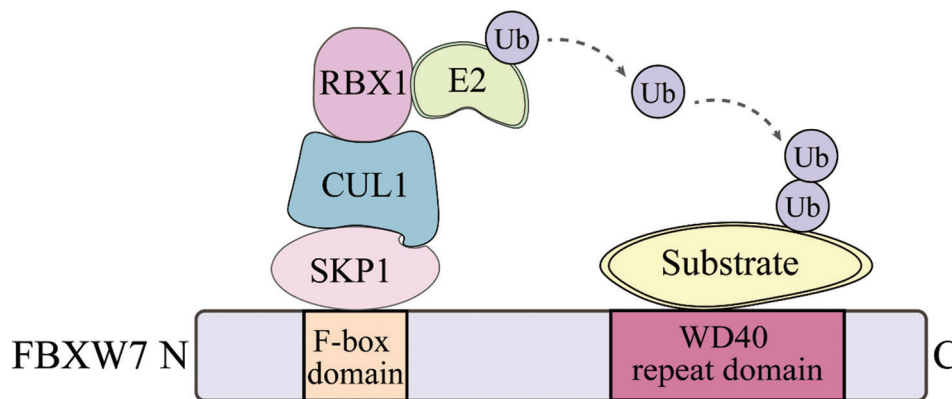 Ub
RBX1
E2
Ub
Ub
CUL1
Ub
SKP1
Substrate
FBXW7 N
F-box
domain
WD40
repeat domain
C